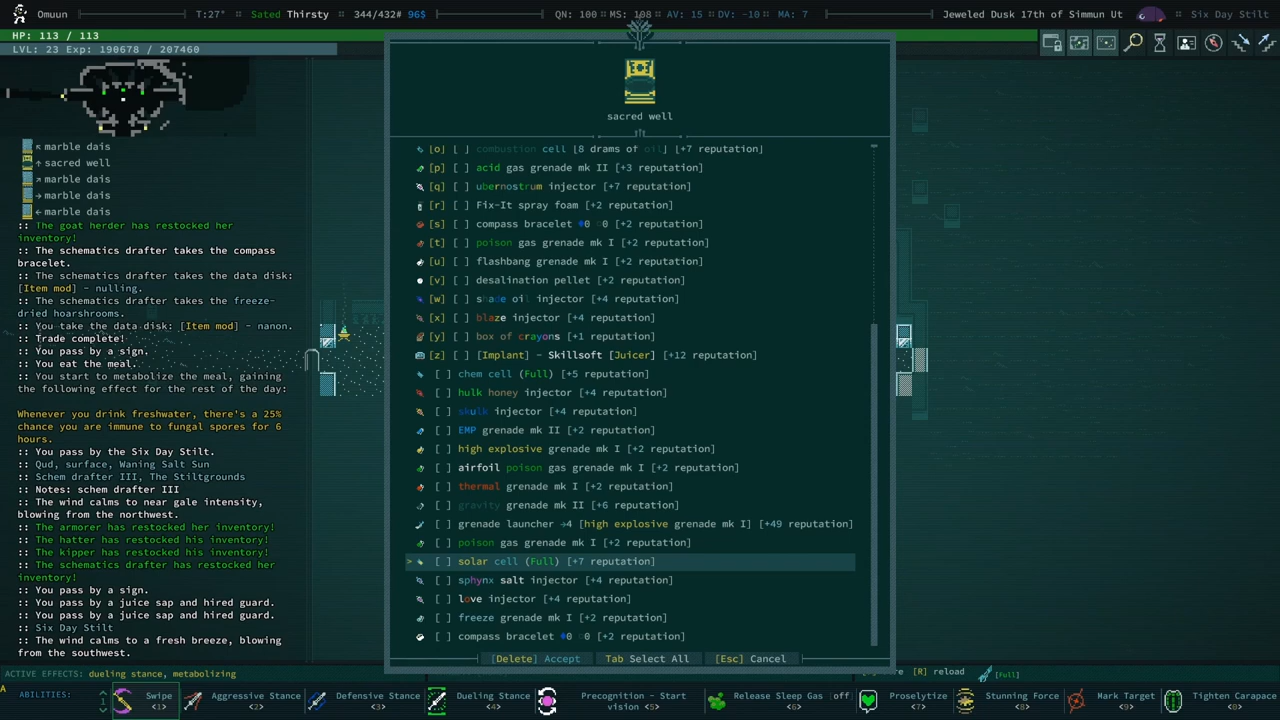 Omuun
T:27° Sated Thirsty 344/432# 96$
QN: 100 MS: 108 AV: 15 DV: -10 MA: 7
Jeweled Dusk 17th of Simmun Ut
Six Day Stilt
HP: 113 / 113
LVL: 23 Exp: 190678 / 207460
marble dais
sacred well
marble dais
marble dais
marble dais
:: The goat herder has restocked her
inventory!
:: The schematics drafter takes the compass
bracelet.
:: The schematics drafter takes the data disk:
[Item mod] - nulling.
:: The schematics drafter takes the freeze-
dried hoarshrooms.
:: You take the data disk: [Item mod] - nanon.
:: Trade complete!
:: You pass by a sign.
:: You eat the meal.
:: You start to metabolize the meal, gaining
the following effect for the rest of the day:
Whenever you drink freshwater, there's a 25%
chance you are immune to fungal spores for 6
hours.
:: You pass by the Six Day Stilt.
:: Qud, surface, Waning Salt Sun
:: Schem drafter III, The Stiltgrounds
:: Notes: schem drafter III
:: The wind calms to near gale intensity,
blowing from the northwest.
:: The armorer has restocked her inventory!
:: The hatter has restocked his inventory!
:: The kipper has restocked his inventory!
:: The schematics drafter has restocked her
inventory!
:: You pass by a sign.
:: You pass by a juice sap and hired guard.
:: You pass by a juice sap and hired guard.
:: Six Day Stilt
:: The wind calms to a fresh breeze, blowing
from the southwest.
sacred well
[o] [ ] combustion cell [8 drams of oil] [+7 reputation]
[p] [ ] acid gas grenade mk II [+3 reputation]
[q] [ ] ubernostrum injector [+7 reputation]
[r] [ ] Fix-It spray foam [+2 reputation]
[s] [ ] compass bracelet ♦0 □0 [+2 reputation]
[t] [ ] poison gas grenade mk I [+2 reputation]
[u] [ ] flashbang grenade mk I [+2 reputation]
[v] [ ] desalination pellet [+2 reputation]
[w] [ ] shade oil injector [+4 reputation]
[x] [ ] blaze injector [+4 reputation]
[y] [ ] box of crayons [+1 reputation]
[z] [ ] [Implant] - Skillsoft [Juicer] [+12 reputation]
[ ] chem cell (Full) [+5 reputation]
[ ] hulk honey injector [+4 reputation]
[ ] skulk injector [+4 reputation]
[ ] EMP grenade mk II [+2 reputation]
[ ] high explosive grenade mk I [+2 reputation]
[ ] airfoil poison gas grenade mk I [+2 reputation]
[ ] thermal grenade mk I [+2 reputation]
[ ] gravity grenade mk II [+6 reputation]
[ ] grenade launcher →4 [high explosive grenade mk I] [+49 reputation]
[ ] poison gas grenade mk I [+2 reputation]
> [ ] solar cell (Full) [+7 reputation]
[ ] sphynx salt injector [+4 reputation]
[ ] love injector [+4 reputation]
[ ] freeze grenade mk I [+2 reputation]
[ ] compass bracelet ♦0 □0 [+2 reputation]
[Delete] Accept Tab Select All [Esc] Cancel
ACTIVE EFFECTS: dueling stance, metabolizing
[R] reload
[Full]
ABILITIES:
1
Swipe <1>
Aggressive Stance <2>
Defensive Stance <3>
Dueling Stance <4>
Precognition - Start vision <5>
Release Sleep Gas off <6>
Proselytize <7>
Stunning Force <8>
Mark Target <9>
Tighten Carapace <0>